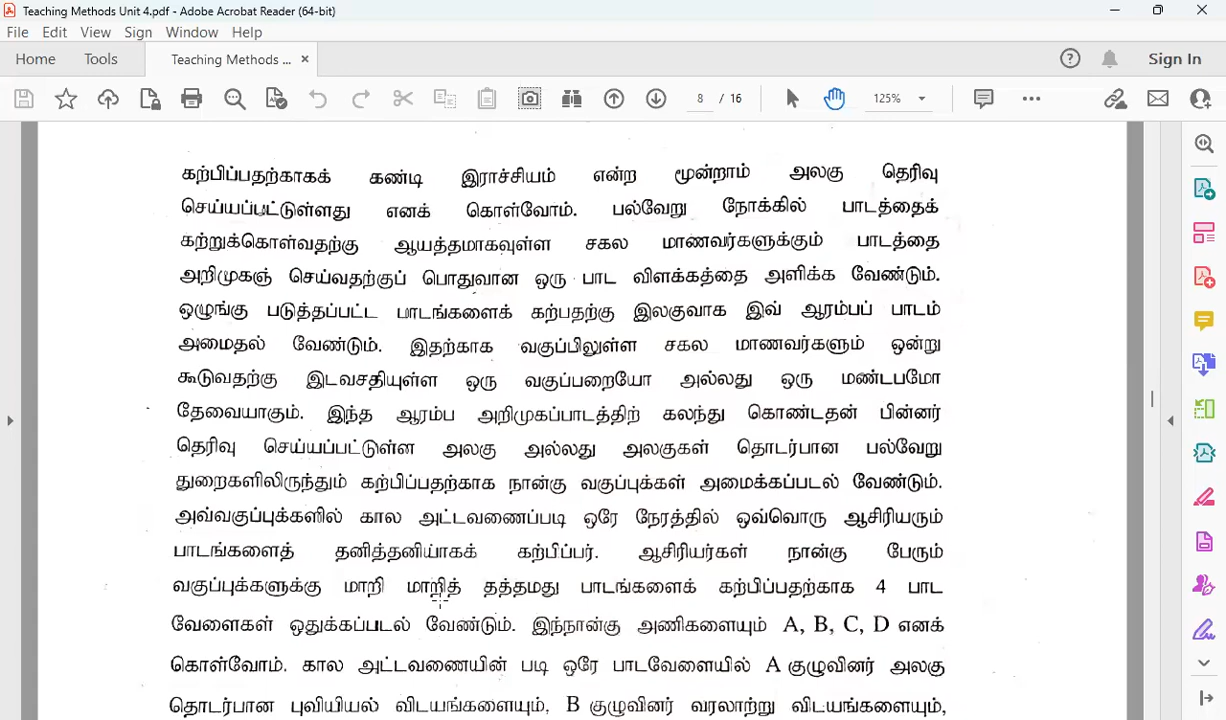 Teaching Methods Unit 4.pdf - Adobe Acrobat Reader (64-bit)
File Edit View Sign Window Help
Home Tools Teaching Methods ... × Sign In
8 / 16 125%
கற்பிப்பதற்காகக் கண்டி இராச்சியம் என்ற மூன்றாம் அலகு தெரிவு
செய்யப்பட்டுள்ளது எனக் கொள்வோம். பல்வேறு நோக்கில் பாடத்தைக்
கற்றுக்கொள்வதற்கு ஆயத்தமாகவுள்ள சகல மாணவர்களுக்கும் பாடத்தை
அறிமுகஞ் செய்வதற்குப் பொதுவான ஒரு பாட விளக்கத்தை அளிக்க வேண்டும்.
ஒழுங்கு படுத்தப்பட்ட பாடங்களைக் கற்பதற்கு இலகுவாக இவ் ஆரம்பப் பாடம்
அமைதல் வேண்டும். இதற்காக வகுப்பிலுள்ள சகல மாணவர்களும் ஒன்று
கூடுவதற்கு இடவசதியுள்ள ஒரு வகுப்பறையோ அல்லது ஒரு மண்டபமோ
தேவையாகும். இந்த ஆரம்ப அறிமுகப்பாடத்திற் கலந்து கொண்டதன் பின்னர்
தெரிவு செய்யப்பட்டுள்ள அலகு அல்லது அலகுகள் தொடர்பான பல்வேறு
துறைகளிலிருந்தும் கற்பிப்பதற்காக நான்கு வகுப்புக்கள் அமைக்கப்படல் வேண்டும்.
அவ்வகுப்புக்களில் கால அட்டவணைப்படி ஒரே நேரத்தில் ஒவ்வொரு ஆசிரியரும்
பாடங்களைத் தனித்தனியாகக் கற்பிப்பர். ஆசிரியர்கள் நான்கு பேரும்
வகுப்புக்களுக்கு மாறி மாறித் தத்தமது பாடங்களைக் கற்பிப்பதற்காக 4 பாட
வேளைகள் ஒதுக்கப்படல் வேண்டும். இந்நான்கு அணிகளையும் A, B, C, D எனக்
கொள்வோம். கால அட்டவணையின் படி ஒரே பாடவேளையில் A குழுவினர் அலகு
தொடர்பான புவியியல் விடயங்களையும், B குழுவினர் வரலாற்று விடயங்களையும்,